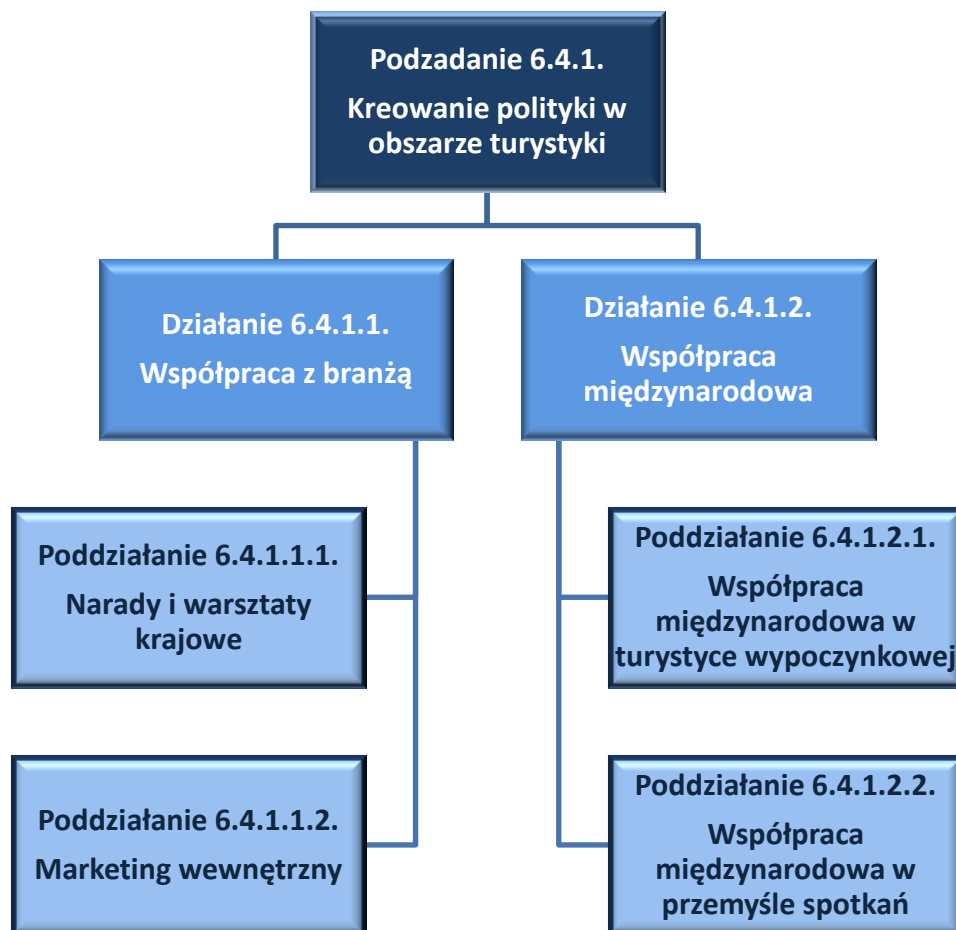 Podzadanie 6.4.1.
Kreowanie polityki w
obszarze turystyki
Działanie 6.4.1.1.
Współpraca z branżą
Działanie 6.4.1.2.
Współpraca
międzynarodowa
Poddziałanie 6.4.1.1.1.
Narady i warsztaty
krajowe
Poddziałanie 6.4.1.1.2.
Marketing wewnętrzny
Poddziałanie 6.4.1.2.1.
Współpraca
międzynarodowa w
turystyce wypoczynkowej
Poddziałanie 6.4.1.2.2.
Współpraca
międzynarodowa w
przemyśle spotkań